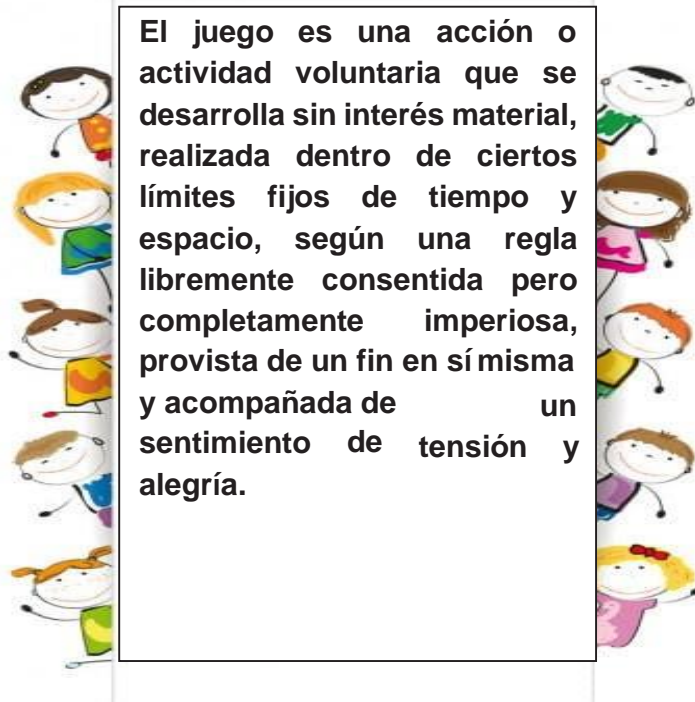 El juego es una acción o
actividad voluntaria que se
desarrolla sin interés material,
realizada dentro de ciertos
límites fijos de tiempo y
espacio, según una regla
libremente consentida pero
completamente imperiosa,
provista de un fin en sí misma
y acompañada de un
sentimiento de tensión y
alegría.